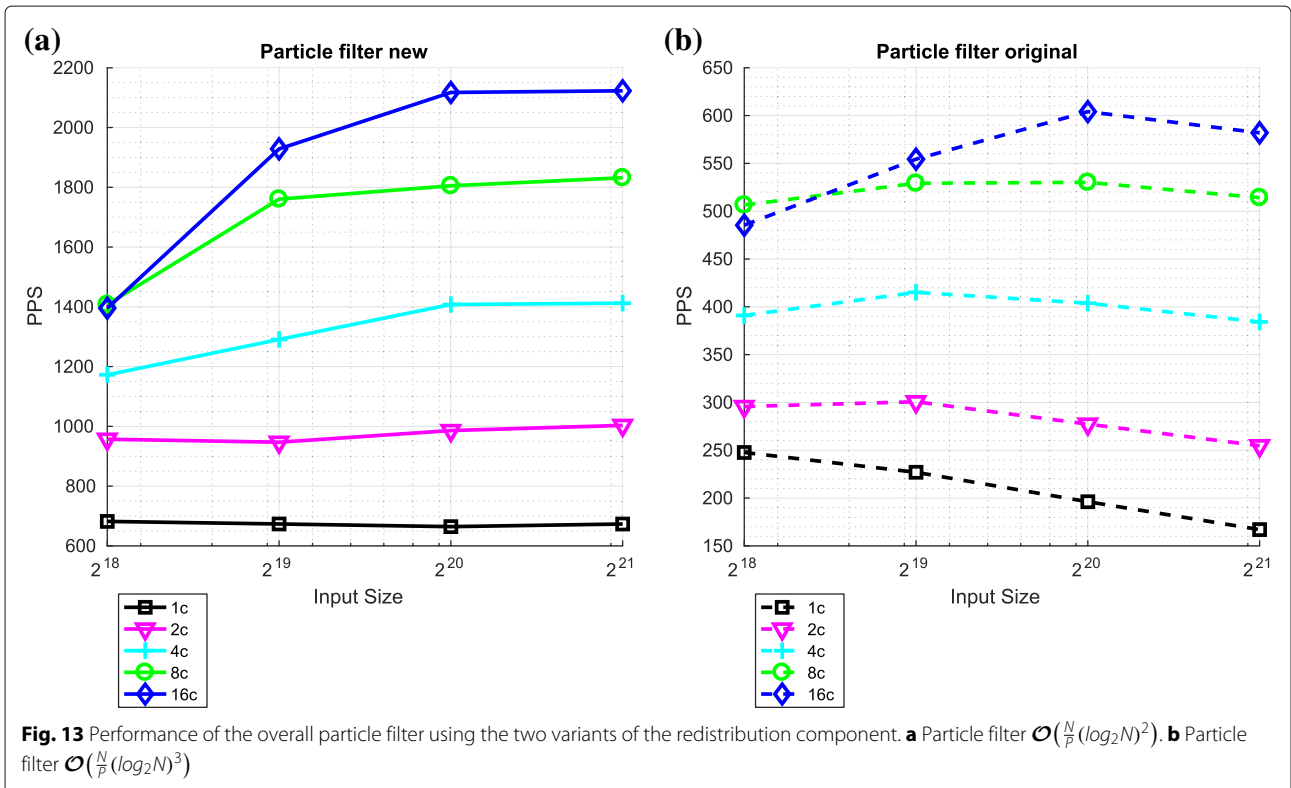 (a)
Particle filter new
2200
2000
1800
1600
1400
1200
1000
800
600
PPS
2^18 2^19 2^20 2^21
Input Size
1c
2c
4c
8c
16c
(b)
Particle filter original
650
600
550
500
450
400
350
300
250
200
150
PPS
2^18 2^19 2^20 2^21
Input Size
1c
2c
4c
8c
16c
Fig. 13 Performance of the overall particle filter using the two variants of the redistribution component. a Particle filter 𝓞(N/P (log₂N)²). b Particle
filter 𝓞(N/P (log₂N)³)